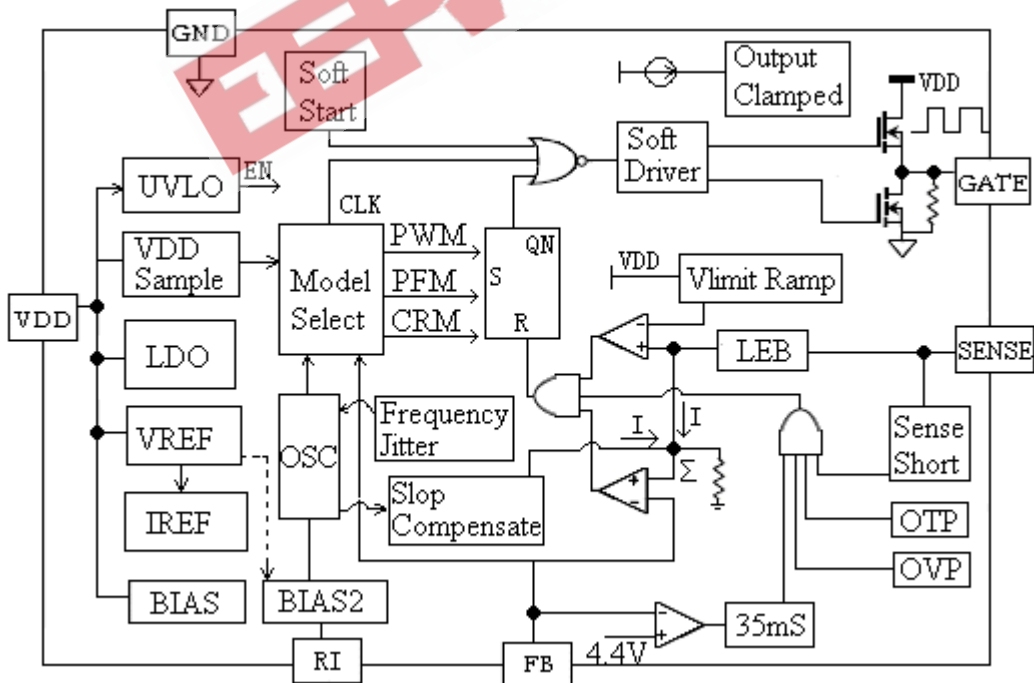 GND
Soft
Start
Output
Clamped
VDD
UVLO
EN
Soft
Driver
GATE
CLK
VDD
Sample
Model
Select
PWM
PFM
CRM
QN
S
R
VDD
Vlimit Ramp
VDD
LDO
-
+
LEB
SENSE
VREF
OSC
Frequency
Jitter
I
I
Sense
Short
IREF
Slop
Compensate
+
-
Σ
OTP
OVP
BIAS
BIAS2
-
+
35mS
4.4V
RI
FB